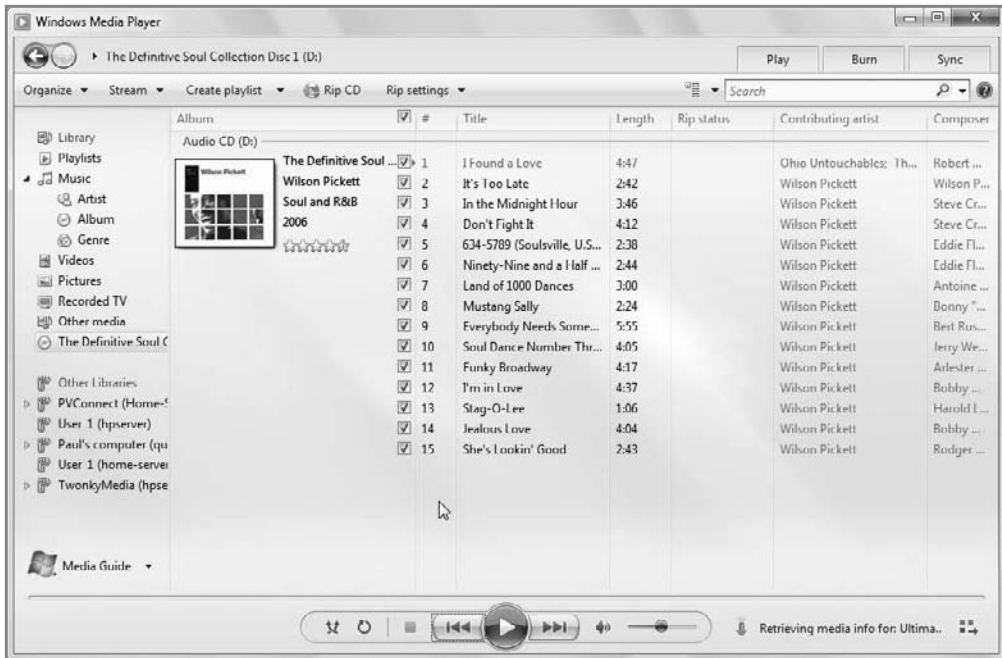 Windows Media Player
The Definitive Soul Collection Disc 1 (D:)
Play Burn Sync
Organize Stream Create playlist Rip CD Rip settings Search
Album # Title Length Rip status Contributing artist Composer
Library
Playlists
Music
Artist
Album
Genre
Videos
Pictures
Recorded TV
Other media
The Definitive Soul C
Other Libraries
PVConnect (Home-S
User 1 (hpserver)
Paul's computer (qu
User 1 (home-server
TwonkyMedia (hpse
Media Guide
Audio CD (D:)
Wilson Pickett
The Definitive Soul ...
Wilson Pickett
Soul and R&B
2006
1 I Found a Love 4:47 Ohio Untouchables; Th... Robert ...
2 It's Too Late 2:42 Wilson Pickett Wilson P...
3 In the Midnight Hour 3:46 Wilson Pickett Steve Cr...
4 Don't Fight It 4:12 Wilson Pickett Steve Cr...
5 634-5789 (Soulsville, U.S... 2:38 Wilson Pickett Eddie Fl...
6 Ninety-Nine and a Half ... 2:44 Wilson Pickett Eddie Fl...
7 Land of 1000 Dances 3:00 Wilson Pickett Antoine ...
8 Mustang Sally 2:24 Wilson Pickett Bonny "...
9 Everybody Needs Some... 5:55 Wilson Pickett Bert Rus...
10 Soul Dance Number Thr... 4:05 Wilson Pickett Jerry We...
11 Funky Broadway 4:17 Wilson Pickett Arlester ...
12 I'm in Love 4:37 Wilson Pickett Bobby ...
13 Stag-O-Lee 1:06 Wilson Pickett Harold L...
14 Jealous Love 4:04 Wilson Pickett Bobby ...
15 She's Lookin' Good 2:43 Wilson Pickett Rodger ...
Retrieving media info for: Ultima..